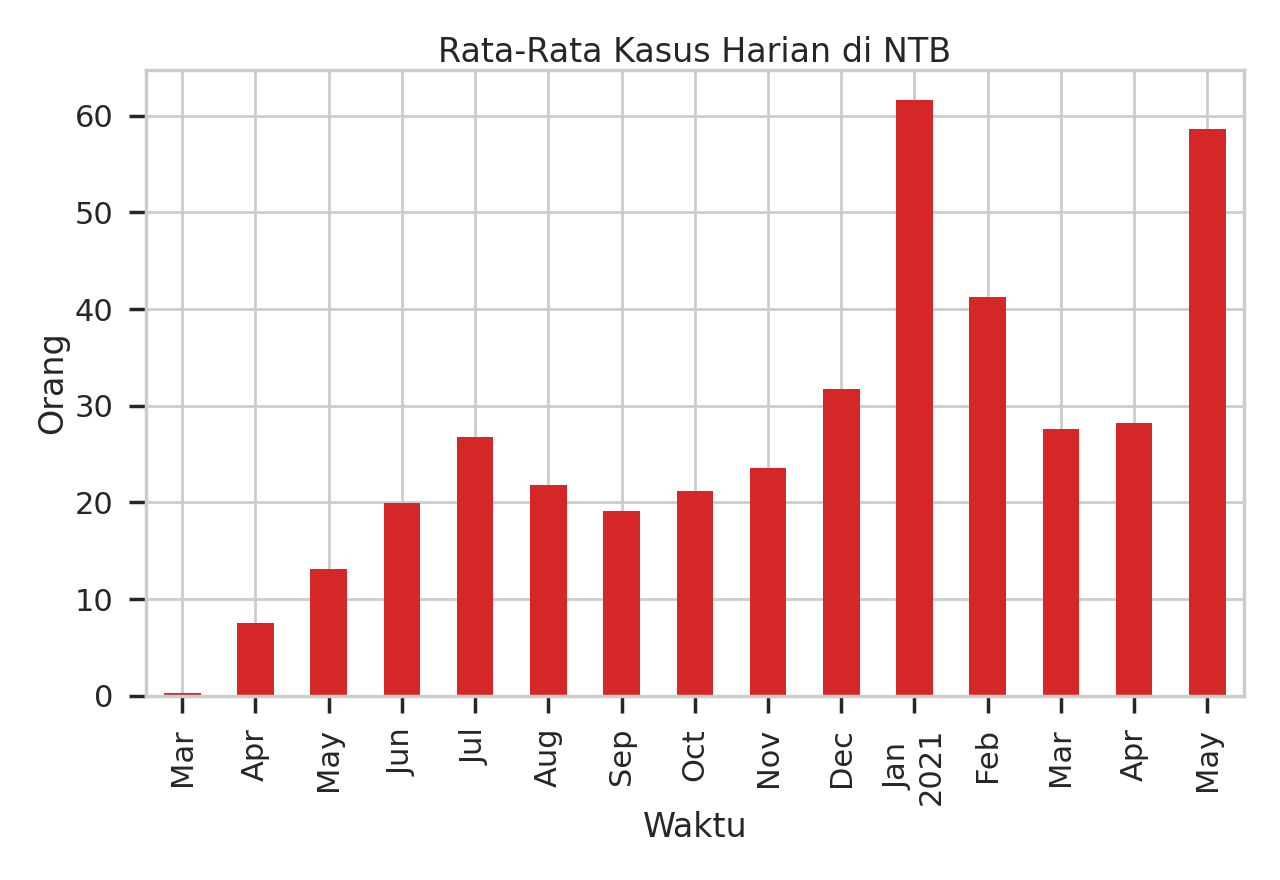 Rata-Rata Kasus Harian di NTB
60
50
40
30
20
10
0
Orang
Mar
Apr
May
Jun
Jul
Aug
Sep
Oct
Nov
Dec
Jan
2021
Feb
Mar
Apr
May
Waktu